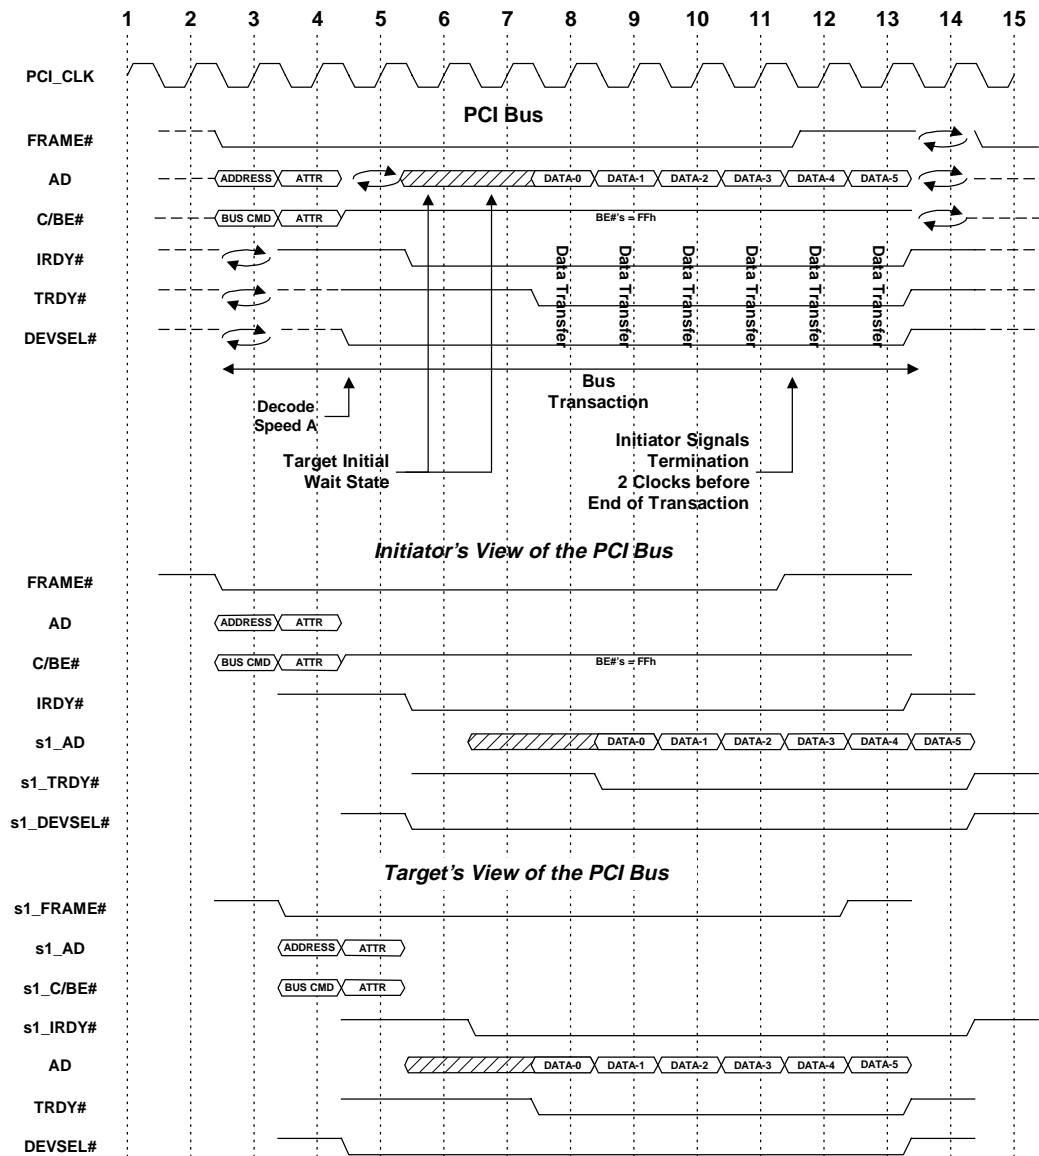 1 2 3 4 5 6 7 8 9 10 11 12 13 14 15
PCI_CLK
PCI Bus
FRAME#
AD ADDRESS ATTR DATA-0 DATA-1 DATA-2 DATA-3 DATA-4 DATA-5
C/BE# BUS CMD ATTR BE#'s = FFh
IRDY#
TRDY#
DEVSEL#
Data Transfer
Data Transfer
Data Transfer
Data Transfer
Data Transfer
Data Transfer
Bus
Transaction
Decode
Speed A
Target Initial
Wait State
Initiator Signals
Termination
2 Clocks before
End of Transaction
Initiator's View of the PCI Bus
FRAME#
AD ADDRESS ATTR
C/BE# BUS CMD ATTR BE#'s = FFh
IRDY#
s1_AD DATA-0 DATA-1 DATA-2 DATA-3 DATA-4 DATA-5
s1_TRDY#
s1_DEVSEL#
Target's View of the PCI Bus
s1_FRAME#
s1_AD ADDRESS ATTR
s1_C/BE# BUS CMD ATTR
s1_IRDY#
AD DATA-0 DATA-1 DATA-2 DATA-3 DATA-4 DATA-5
TRDY#
DEVSEL#